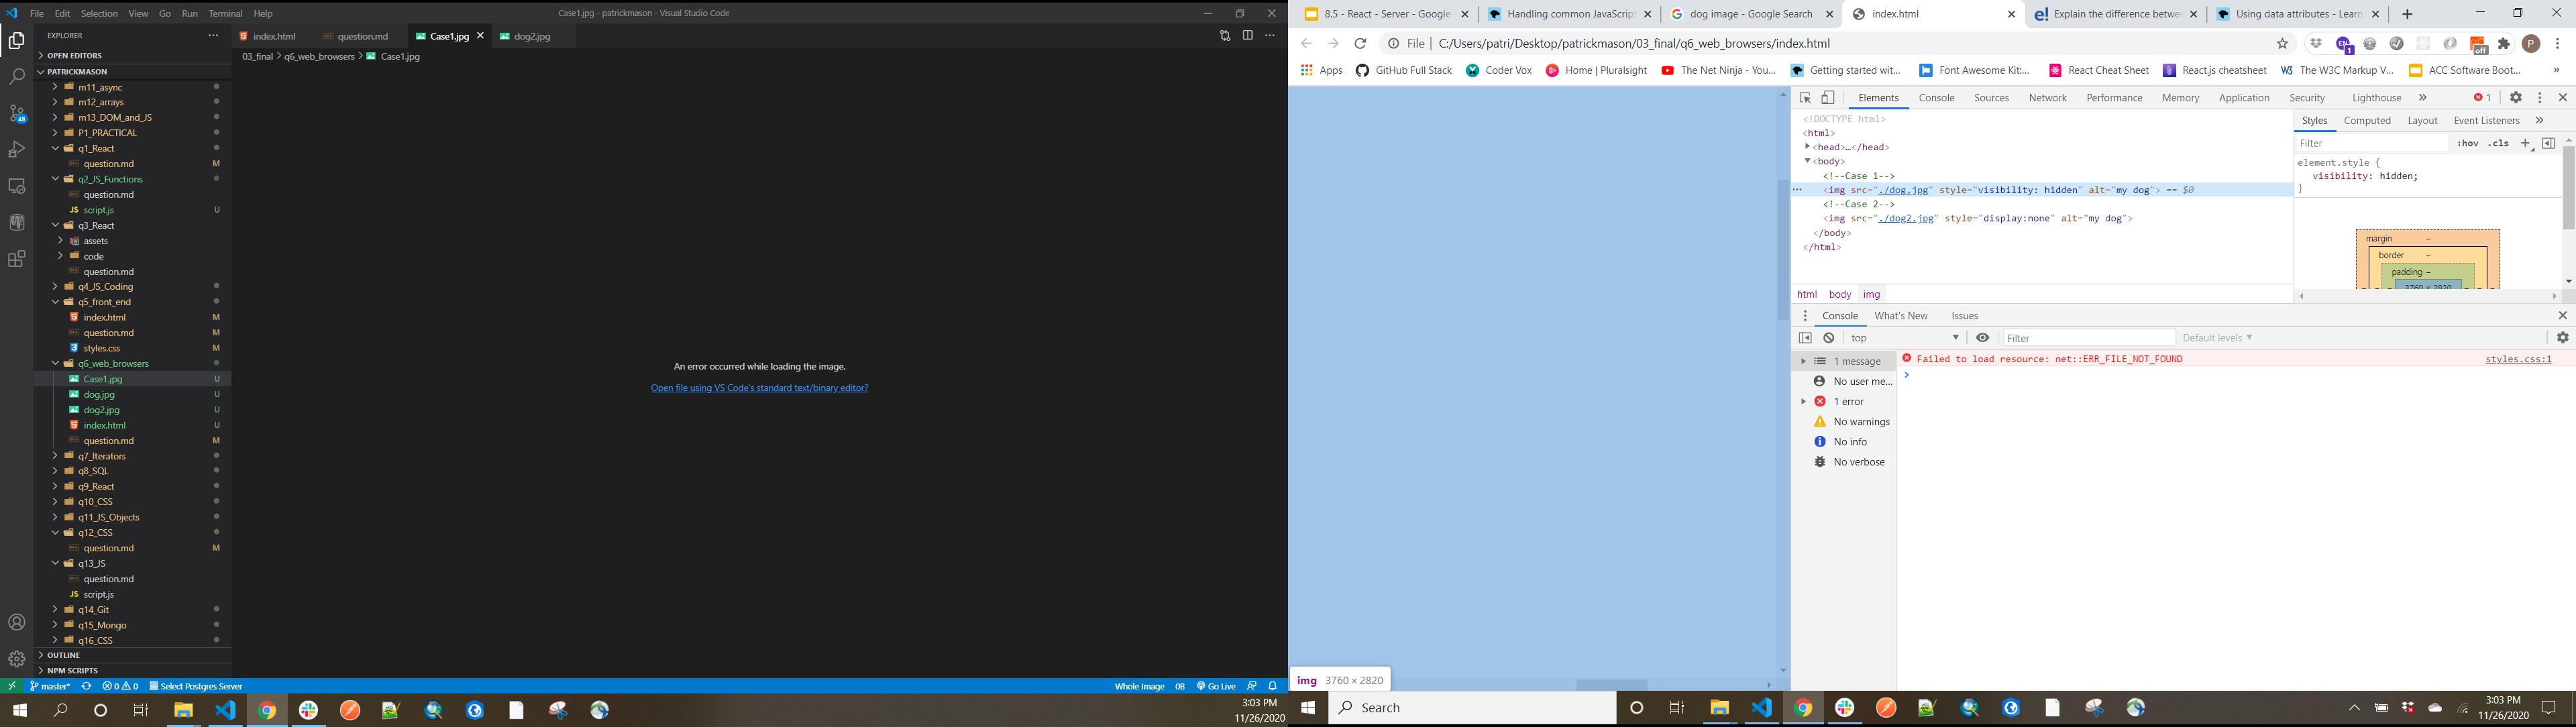 File Edit Selection View Go Run Terminal Help
Case1.jpg - patrickmason - Visual Studio Code
EXPLORER
OPEN EDITORS
PATRICKMASON
m11_async
m12_arrays
m13_DOM_and_JS
P1_PRACTICAL
q1_React
question.md M
q2_JS_Functions
question.md
JS script.js U
q3_React
assets
code
question.md
q4_JS_Coding
q5_front_end
index.html M
question.md M
styles.css M
q6_web_browsers
Case1.jpg U
dog.jpg U
dog2.jpg U
index.html U
question.md M
q7_Iterators
q8_SQL
q9_React
q10_CSS
q11_JS_Objects
q12_CSS
question.md M
q13_JS
question.md
JS script.js
q14_Git
q15_Mongo
q16_CSS
OUTLINE
NPM SCRIPTS
48
index.html question.md Case1.jpg dog2.jpg
03_final > q6_web_browsers > Case1.jpg
An error occurred while loading the image.
Open file using VS Code's standard text/binary editor?
master* 0 0 Select Postgres Server
Whole Image 0B Go Live
3:03 PM
11/26/2020
8.5 - React - Server - Google Handling common JavaScript dog image - Google Search index.html Explain the difference betwe Using data attributes - Learn
File | C:/Users/patri/Desktop/patrickmason/03_final/q6_web_browsers/index.html
1 off P
Apps GitHub Full Stack Coder Vox Home | Pluralsight The Net Ninja - You... Getting started wit... Font Awesome Kit:... React Cheat Sheet React.js cheatsheet W3 The W3C Markup V... ACC Software Boot... »
Elements Console Sources Network Performance Memory Application Security Lighthouse » 1
<!DOCTYPE html>
<html>
<head>…</head>
<body>
<!--Case 1-->
<img src="./dog.jpg" style="visibility: hidden" alt="my dog"> == $0
<!--Case 2-->
<img src="./dog2.jpg" style="display:none" alt="my dog">
</body>
</html>
html body img
Styles Computed Layout Event Listeners »
Filter :hov .cls +
element.style {
visibility: hidden;
}
margin –
border –
padding –
3760 × 2820
Console What's New Issues
top Filter Default levels
1 message
No user me...
1 error
No warnings
No info
No verbose
Failed to load resource: net::ERR_FILE_NOT_FOUND styles.css:1
img 3760 × 2820
Search
3:03 PM
11/26/2020